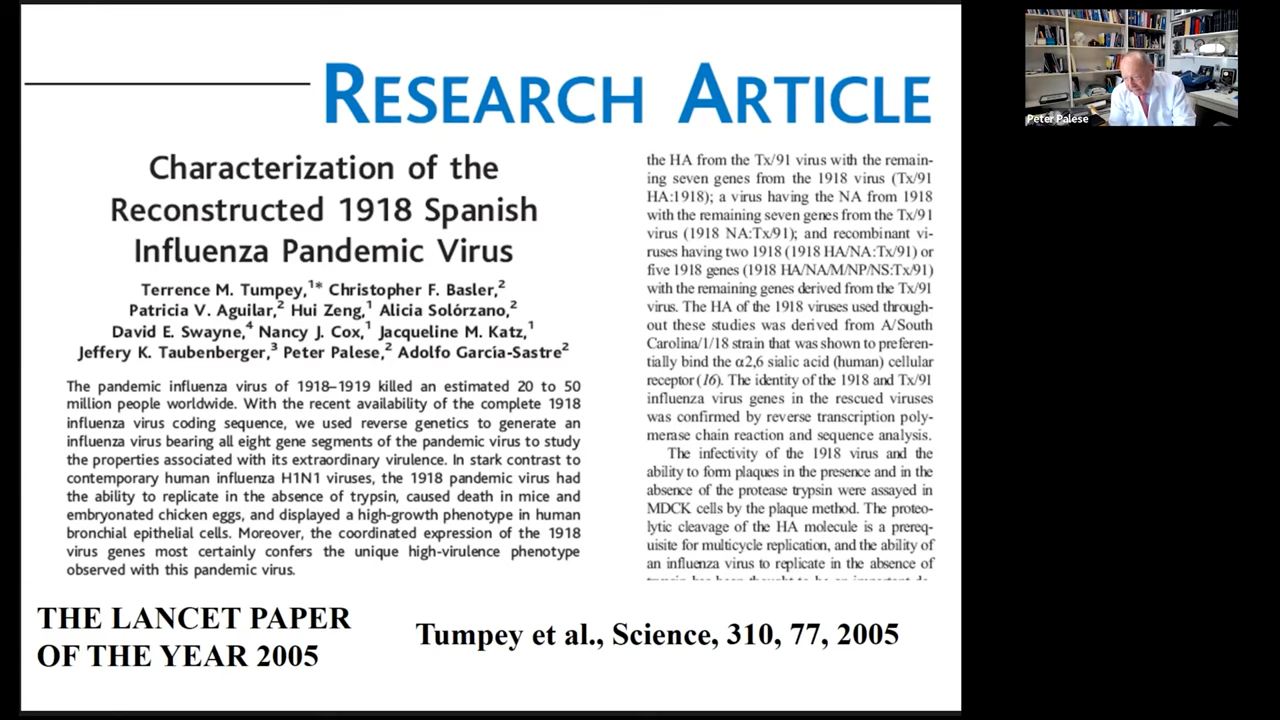 RESEARCH ARTICLE
Characterization of the
Reconstructed 1918 Spanish
Influenza Pandemic Virus
Terrence M. Tumpey,1* Christopher F. Basler,2
Patricia V. Aguilar,2 Hui Zeng,1 Alicia Solórzano,2
David E. Swayne,4 Nancy J. Cox,1 Jacqueline M. Katz,1
Jeffery K. Taubenberger,3 Peter Palese,2 Adolfo García-Sastre2
The pandemic influenza virus of 1918–1919 killed an estimated 20 to 50
million people worldwide. With the recent availability of the complete 1918
influenza virus coding sequence, we used reverse genetics to generate an
influenza virus bearing all eight gene segments of the pandemic virus to study
the properties associated with its extraordinary virulence. In stark contrast to
contemporary human influenza H1N1 viruses, the 1918 pandemic virus had
the ability to replicate in the absence of trypsin, caused death in mice and
embryonated chicken eggs, and displayed a high-growth phenotype in human
bronchial epithelial cells. Moreover, the coordinated expression of the 1918
virus genes most certainly confers the unique high-virulence phenotype
observed with this pandemic virus.
the HA from the Tx/91 virus with the remain-
ing seven genes from the 1918 virus (Tx/91
HA:1918); a virus having the NA from 1918
with the remaining seven genes from the Tx/91
virus (1918 NA:Tx/91); and recombinant vi-
ruses having two 1918 (1918 HA/NA:Tx/91) or
five 1918 genes (1918 HA/NA/M/NP/NS:Tx/91)
with the remaining genes derived from the Tx/91
virus. The HA of the 1918 viruses used through-
out these studies was derived from A/South
Carolina/1/18 strain that was shown to preferen-
tially bind the α2,6 sialic acid (human) cellular
receptor (16). The identity of the 1918 and Tx/91
influenza virus genes in the rescued viruses
was confirmed by reverse transcription poly-
merase chain reaction and sequence analysis.
The infectivity of the 1918 virus and the
ability to form plaques in the presence and in the
absence of the protease trypsin were assayed in
MDCK cells by the plaque method. The proteo-
lytic cleavage of the HA molecule is a prereq-
uisite for multicycle replication, and the ability of
an influenza virus to replicate in the absence of
THE LANCET PAPER
OF THE YEAR 2005
Tumpey et al., Science, 310, 77, 2005
Peter Palese